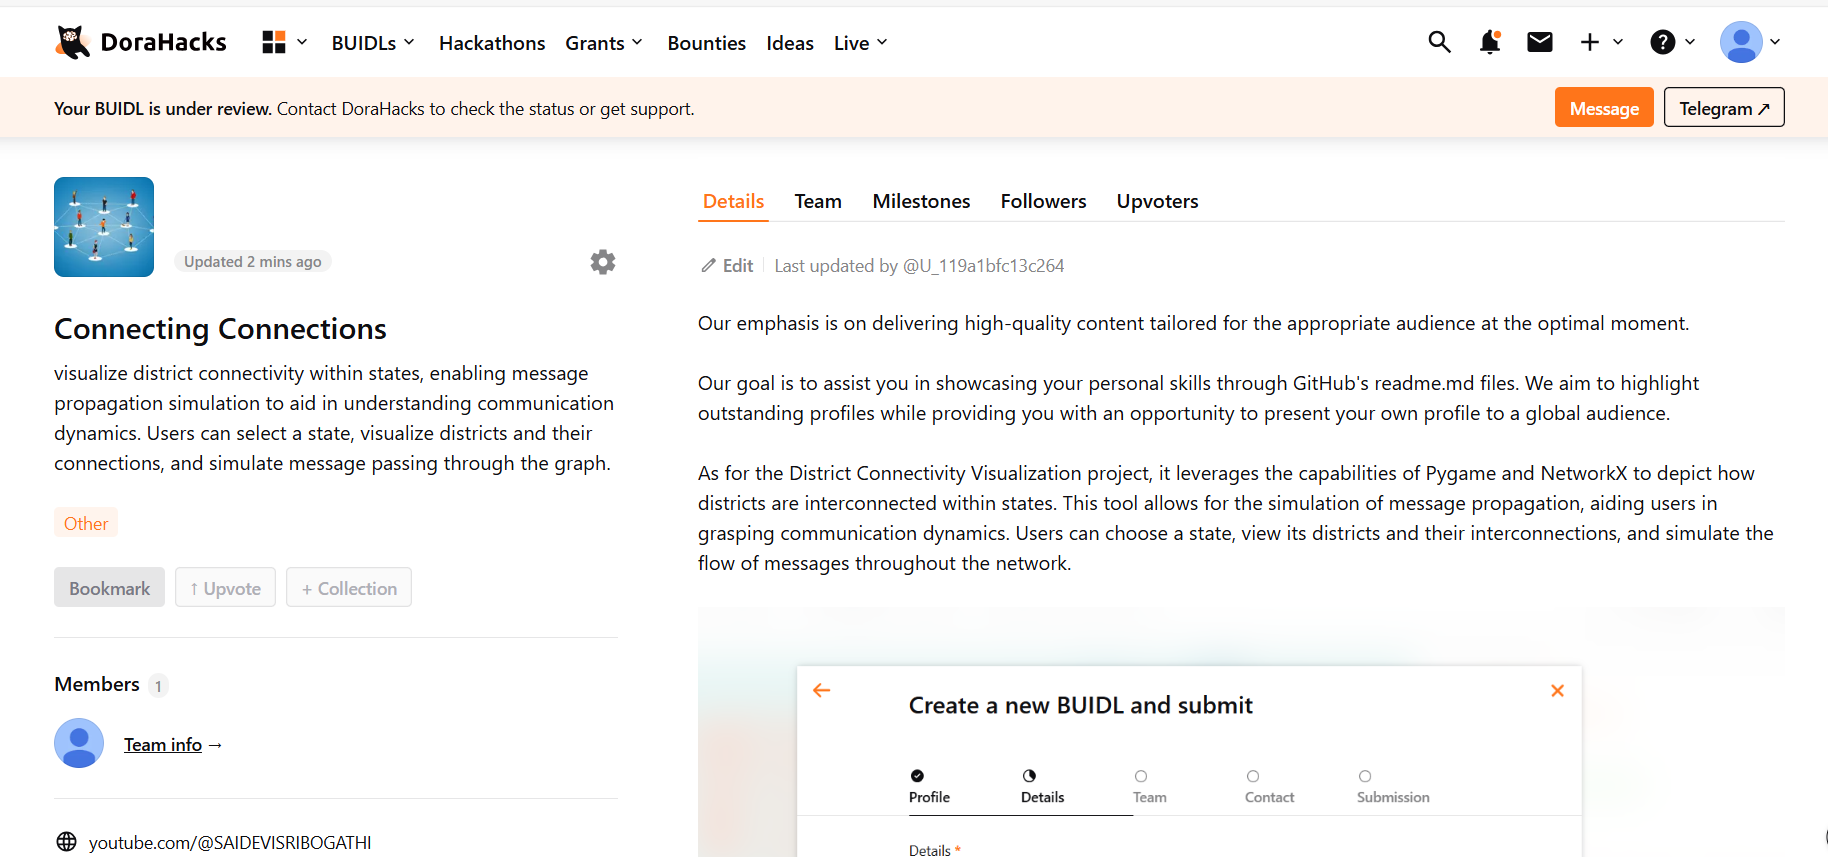 DoraHacks
BUIDLs
Hackathons
Grants
Bounties
Ideas
Live
Your BUIDL is under review. Contact DoraHacks to check the status or get support.
Message
Telegram ↗
Updated 2 mins ago
Connecting Connections
visualize district connectivity within states, enabling message
propagation simulation to aid in understanding communication
dynamics. Users can select a state, visualize districts and their
connections, and simulate message passing through the graph.
Other
Bookmark
↑ Upvote
+ Collection
Members 1
Team info →
youtube.com/@SAIDEVISRIBOGATHI
Details
Team
Milestones
Followers
Upvoters
Edit
Last updated by @U_119a1bfc13c264
Our emphasis is on delivering high-quality content tailored for the appropriate audience at the optimal moment.
Our goal is to assist you in showcasing your personal skills through GitHub's readme.md files. We aim to highlight
outstanding profiles while providing you with an opportunity to present your own profile to a global audience.
As for the District Connectivity Visualization project, it leverages the capabilities of Pygame and NetworkX to depict how
districts are interconnected within states. This tool allows for the simulation of message propagation, aiding users in
grasping communication dynamics. Users can choose a state, view its districts and their interconnections, and simulate the
flow of messages throughout the network.
Create a new BUIDL and submit
Profile
Details
Team
Contact
Submission
Details *